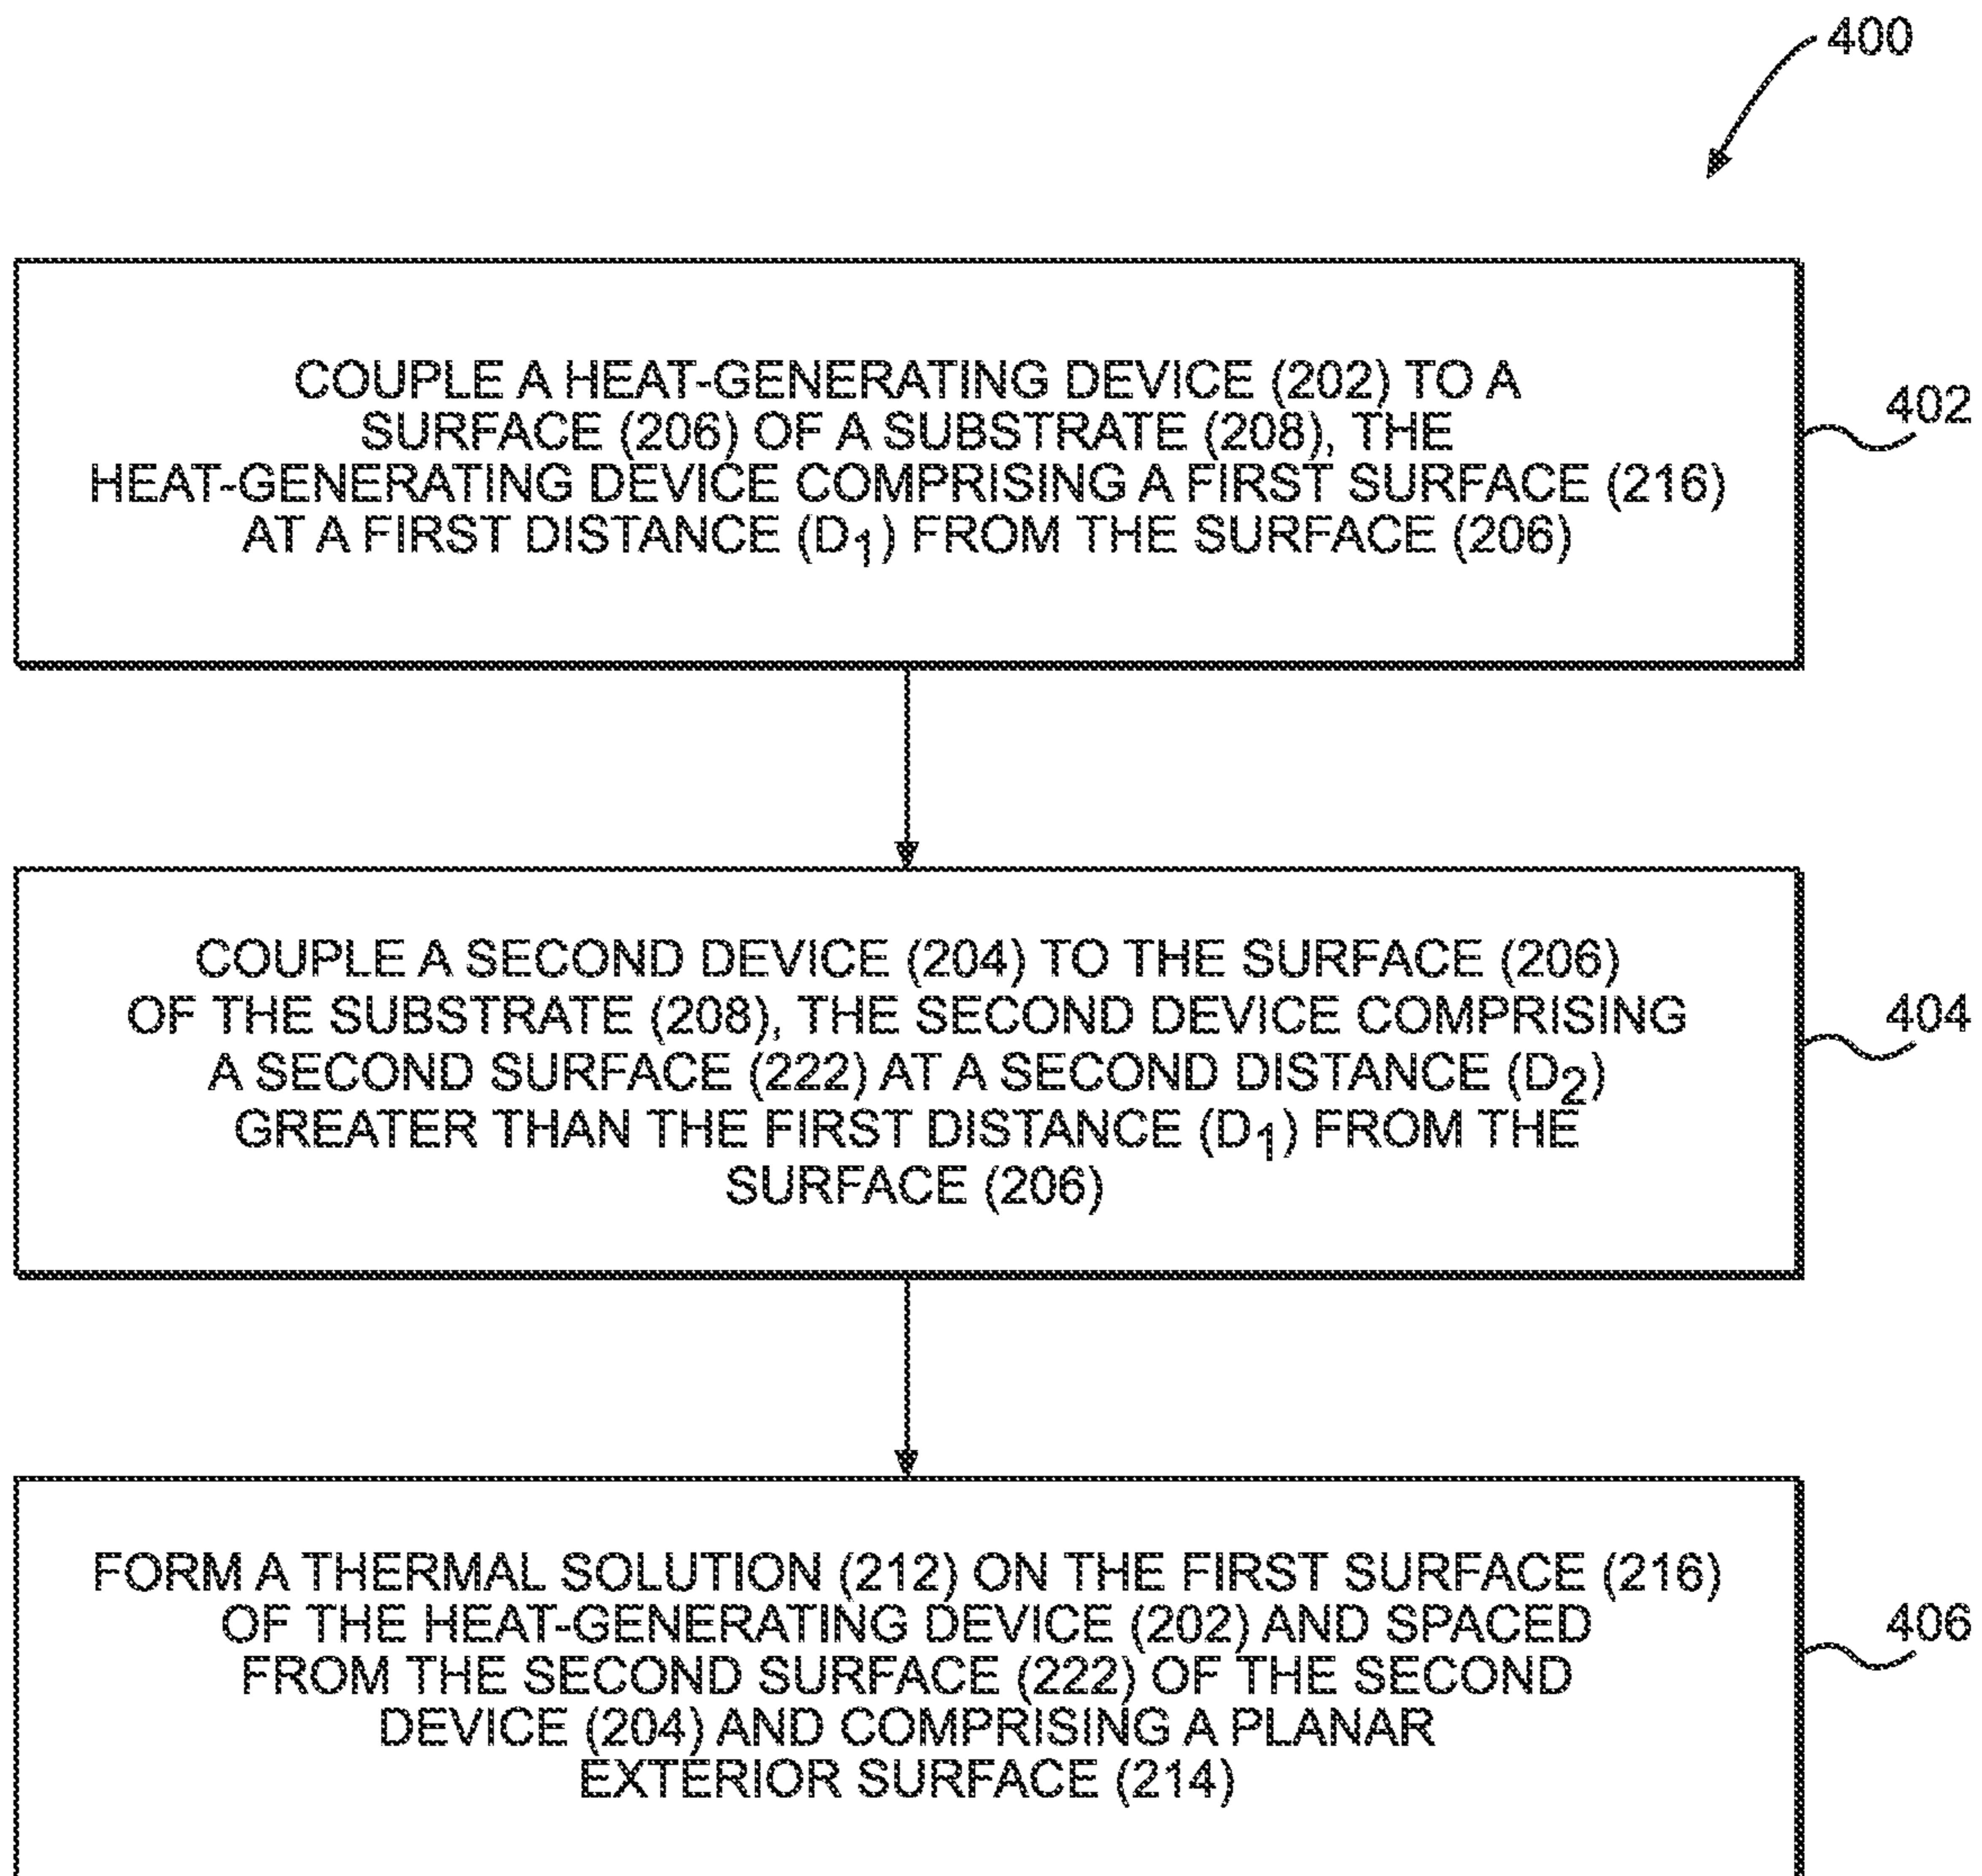 400
COUPLE A HEAT-GENERATING DEVICE (202) TO A
SURFACE (206) OF A SUBSTRATE (208), THE
HEAT-GENERATING DEVICE COMPRISING A FIRST SURFACE (216)
AT A FIRST DISTANCE (D1) FROM THE SURFACE (206)
402
COUPLE A SECOND DEVICE (204) TO THE SURFACE (206)
OF THE SUBSTRATE (208), THE SECOND DEVICE COMPRISING
A SECOND SURFACE (222) AT A SECOND DISTANCE (D2)
GREATER THAN THE FIRST DISTANCE (D1) FROM THE
SURFACE (206)
404
FORM A THERMAL SOLUTION (212) ON THE FIRST SURFACE (216)
OF THE HEAT-GENERATING DEVICE (202) AND SPACED
FROM THE SECOND SURFACE (222) OF THE SECOND
DEVICE (204) AND COMPRISING A PLANAR
EXTERIOR SURFACE (214)
406